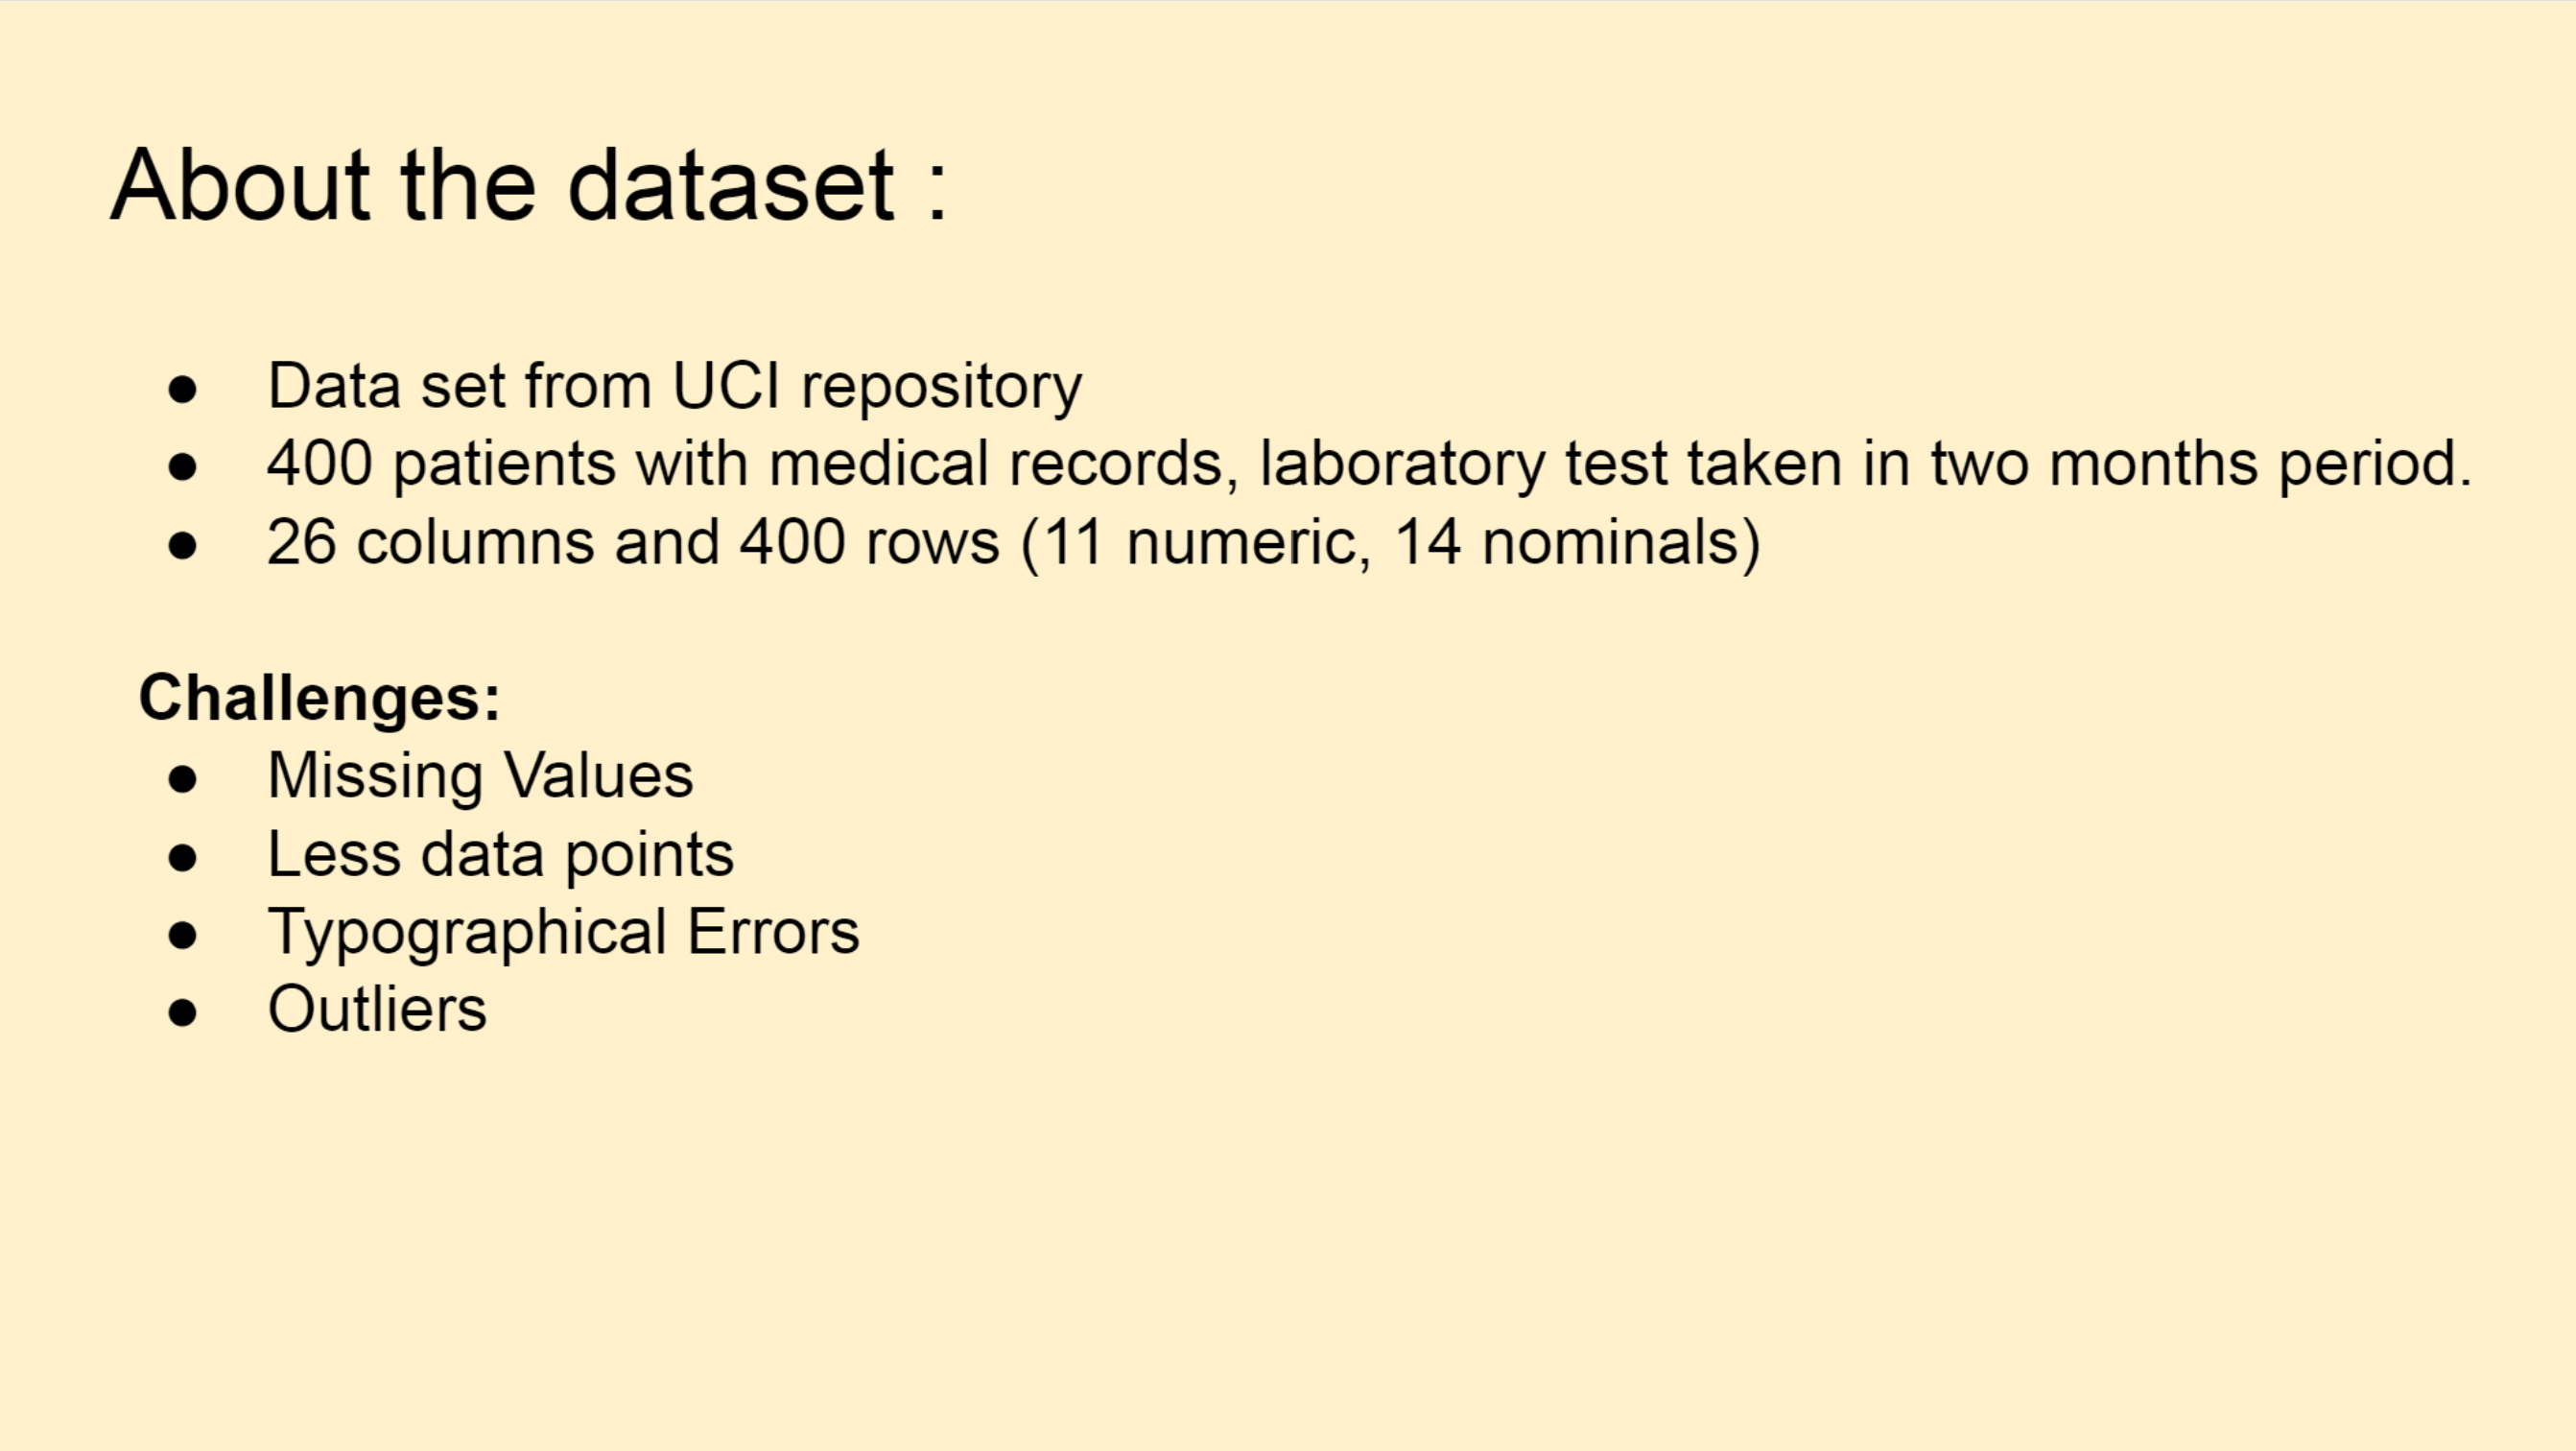 About the dataset :
● Data set from UCI repository
● 400 patients with medical records, laboratory test taken in two months period.
● 26 columns and 400 rows (11 numeric, 14 nominals)
Challenges:
● Missing Values
● Less data points
● Typographical Errors
● Outliers